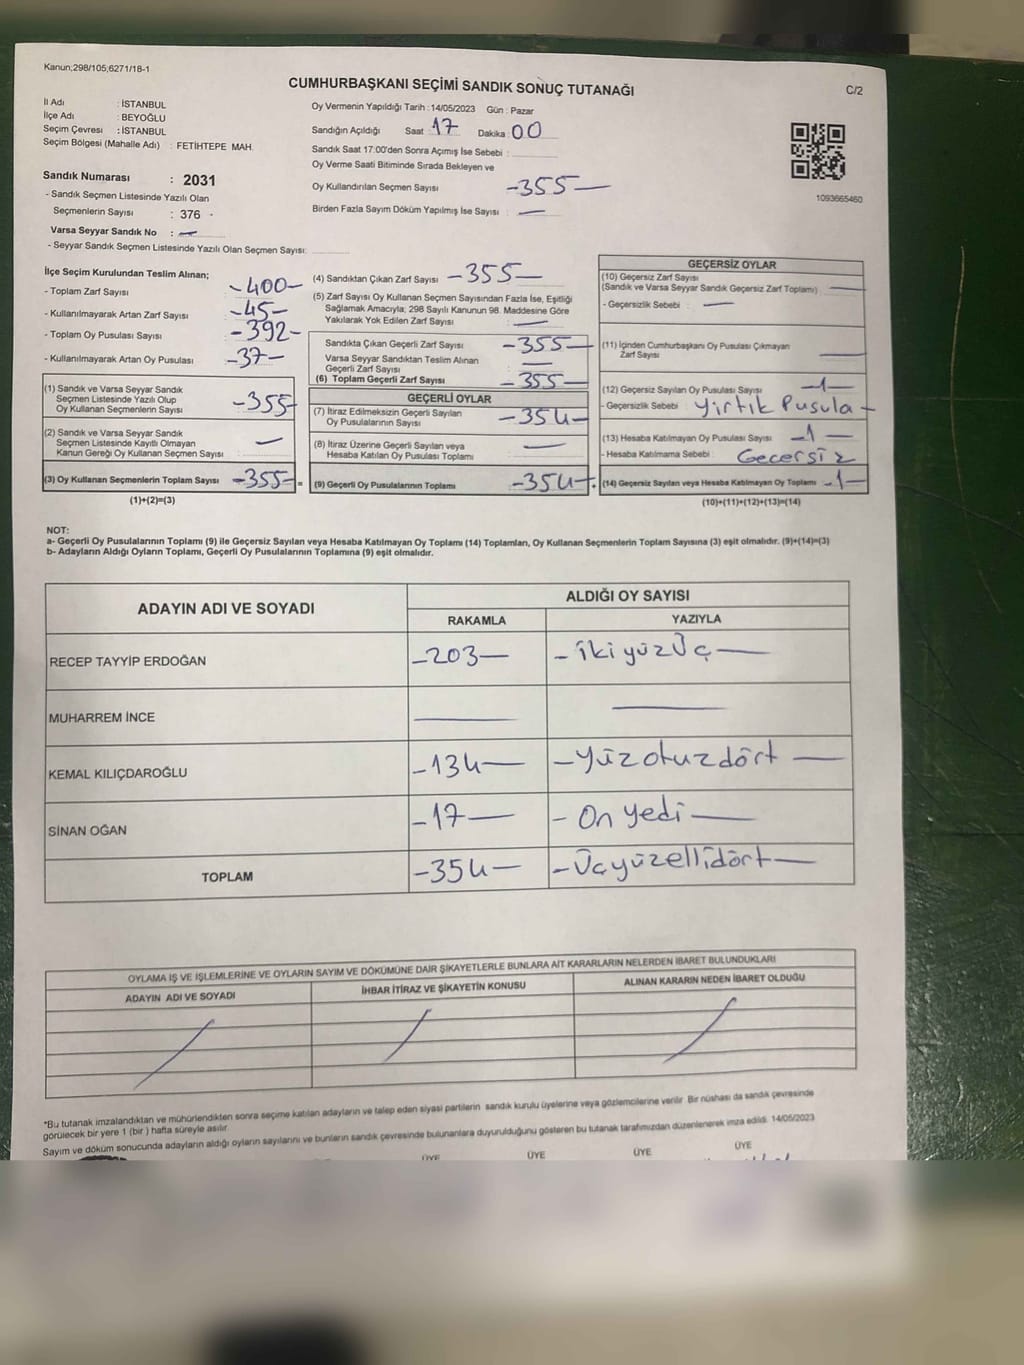 Kanun;298/105,6271/18-1
CUMHURBAŞKANI SEÇİMİ SANDIK SONUÇ TUTANAĞI
C/2
İl Adı : İSTANBUL
İlçe Adı : BEYOĞLU
Seçim Çevresi : İSTANBUL
Seçim Bölgesi (Mahalle Adı) : FETİHTEPE MAH.
Oy Vermenin Yapıldığı Tarih : 14/05/2023 Gün : Pazar
Sandığın Açıldığı Saat 17 Dakika 00
Sandık Saat 17:00'den Sonra Açımış İse Sebebi :
Oy Verme Saati Bitiminde Sırada Bekleyen ve
Oy Kullandırılan Seçmen Sayısı -355-
Birden Fazla Sayım Döküm Yapılmış İse Sayısı : -
1093665460
Sandık Numarası : 2031
- Sandık Seçmen Listesinde Yazılı Olan
Seçmenlerin Sayısı : 376
Varsa Seyyar Sandık No : -
- Seyyar Sandık Seçmen Listesinde Yazılı Olan Seçmen Sayısı:
İlçe Seçim Kurulundan Teslim Alınan;
- Toplam Zarf Sayısı -400-
- Kullanılmayarak Artan Zarf Sayısı -45-
- Toplam Oy Pusulası Sayısı -392-
- Kullanılmayarak Artan Oy Pusulası -37-
(1) Sandık ve Varsa Seyyar Sandık
Seçmen Listesinde Yazılı Olup
Oy Kullanan Seçmenlerin Sayısı -355-
(2) Sandık ve Varsa Seyyar Sandık
Seçmen Listesinde Kayıtlı Olmayan
Kanun Gereği Oy Kullanan Seçmen Sayısı -
(3) Oy Kullanan Seçmenlerin Toplam Sayısı -355-
(1)+(2)=(3)
(4) Sandıktan Çıkan Zarf Sayısı -355-
(5) Zarf Sayısı Oy Kullanan Seçmen Sayısından Fazla İse, Eşitliği
Sağlamak Amacıyla; 298 Sayılı Kanunun 98. Maddesine Göre
Yakılarak Yok Edilen Zarf Sayısı : -
Sandıkta Çıkan Geçerli Zarf Sayısı -355-
Varsa Seyyar Sandıktan Teslim Alınan
Geçerli Zarf Sayısı : -
(6) Toplam Geçerli Zarf Sayısı -355-
GEÇERLİ OYLAR
(7) İtiraz Edilmeksizin Geçerli Sayılan
Oy Pusulalarının Sayısı -354-
(8) İtiraz Üzerine Geçerli Sayılan veya
Hesaba Katılan Oy Pusulası Toplamı -
(9) Geçerli Oy Pusulalarının Toplamı -354-
GEÇERSİZ OYLAR
(10) Geçersiz Zarf Sayısı
(Sandık ve Varsa Seyyar Sandık Geçersiz Zarf Toplamı) -
- Geçersizlik Sebebi : -
(11) İçinden Cumhurbaşkanı Oy Pusulası Çıkmayan
Zarf Sayısı -
(12) Geçersiz Sayılan Oy Pusulası Sayısı -1-
- Geçersizlik Sebebi Yirtik Pusula -
(13) Hesaba Katılmayan Oy Pusulası Sayısı -1-
- Hesaba Katılmama Sebebi Gecersiz
(14) Geçersiz Sayılan veya Hesaba Katılmayan Oy Toplamı -1-
(10)+(11)+(12)+(13)=(14)
NOT:
a- Geçerli Oy Pusulalarının Toplamı (9) ile Geçersiz Sayılan veya Hesaba Katılmayan Oy Toplamı (14) Toplamları, Oy Kullanan Seçmenlerin Toplam Sayısına (3) eşit olmalıdır. (9)+(14)=(3)
b- Adayların Aldığı Oyların Toplamı, Geçerli Oy Pusulalarının Toplamına (9) eşit olmalıdır.
ADAYIN ADI VE SOYADI
ALDIĞI OY SAYISI
RAKAMLA YAZIYLA
RECEP TAYYİP ERDOĞAN -203- -İkiyüzÜç-
MUHARREM İNCE - -
KEMAL KILIÇDAROĞLU -134- -Yüzotuzdört-
SİNAN OĞAN -17- -On yedi-
TOPLAM -354- -Üçyüzellidört-
OYLAMA İŞ VE İŞLEMLERİNE VE OYLARIN SAYIM VE DÖKÜMÜNE DAİR ŞİKAYETLERLE BUNLARA AİT KARARLARIN NELERDEN İBARET BULUNDUKLARI
ADAYIN ADI VE SOYADI İHBAR İTİRAZ VE ŞİKAYETİN KONUSU ALINAN KARARIN NEDEN İBARET OLDUĞU
*Bu tutanak imzalandıktan ve mühürlendikten sonra seçime katılan adayların ve talep eden siyasi partilerin sandık kurulu üyelerine veya gözlemcilerine verilir. Bir nüshası da sandık çevresinde
görülecek bir yere 1 (bir ) hafta süreyle asılır.
Sayım ve döküm sonucunda adayların aldığı oyların sayılarını ve bunların sandık çevresinde bulunanlara duyurulduğunu gösteren bu tutanak tarafımızdan düzenlenerek imza edildi. 14/05/2023
ÜYE ÜYE ÜYE ÜYE